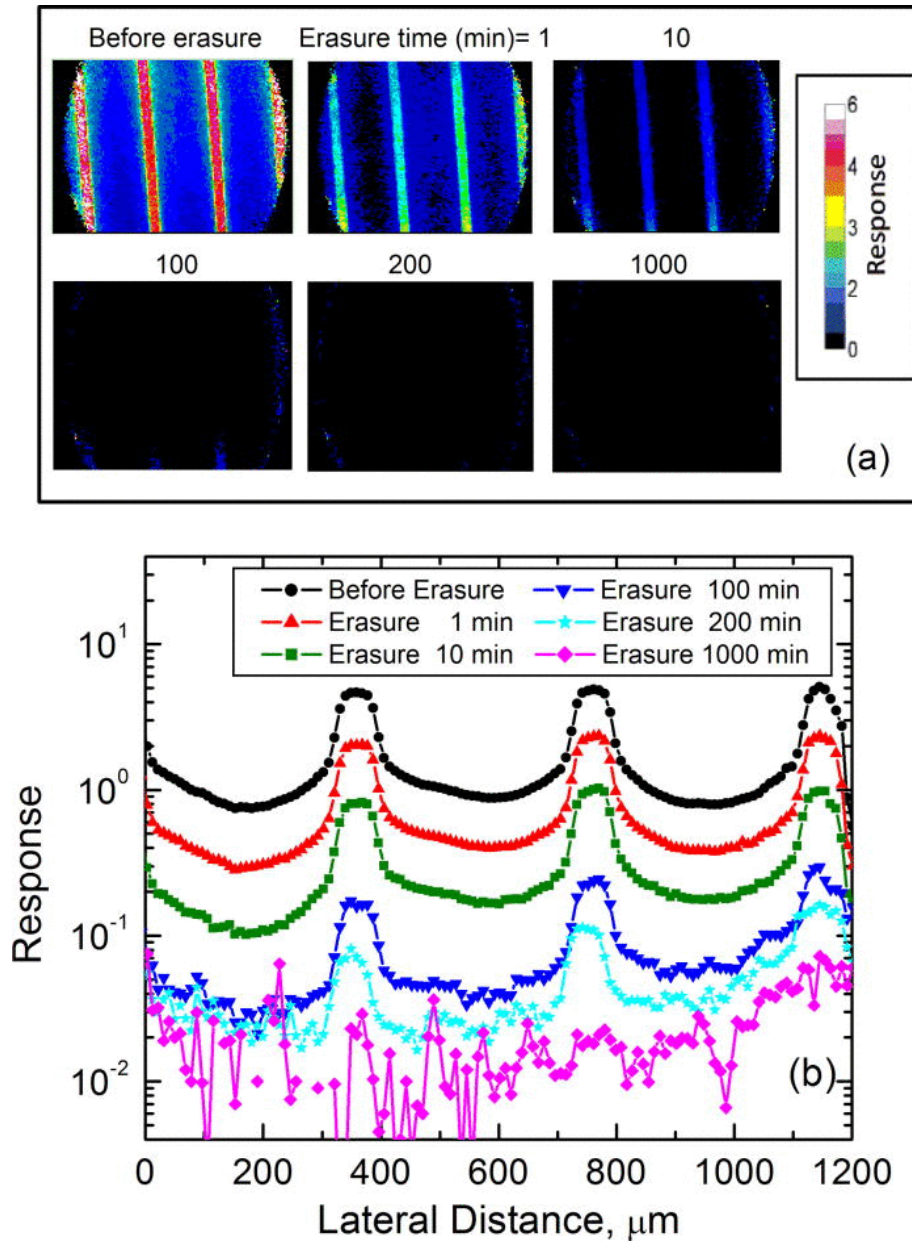 Before erasure Erasure time (min)= 1 10
100 200 1000
6
4
3
2
0
Response
(a)
Before Erasure Erasure 100 min
Erasure 1 min Erasure 200 min
Erasure 10 min Erasure 1000 min
10¹
10⁰
10⁻¹
10⁻²
Response
(b)
0 200 400 600 800 1000 1200
Lateral Distance, μm